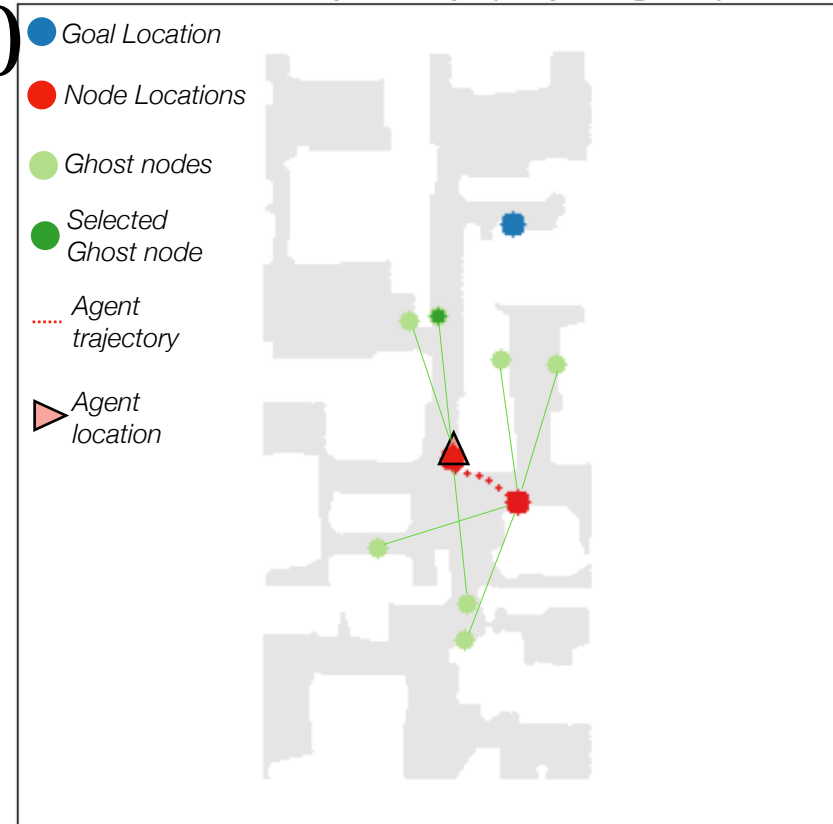 Goal Location
Node Locations
Ghost nodes
Selected
Ghost node
Agent
trajectory
Agent
location